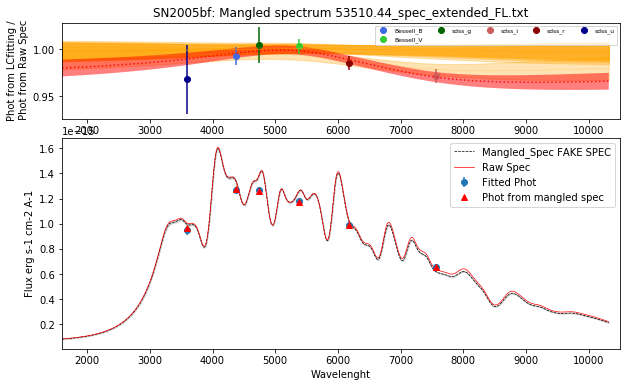 SN2005bf: Mangled spectrum 53510.44_spec_extended_FL.txt
Phot from LCfitting /
Phot from Raw Spec
1.00
0.95
Bessell_B
Bessell_V
sdss_g
sdss_i
sdss_r
sdss_u
2000 3000 4000 5000 6000 7000 8000 9000 10000
1e−15
Flux erg s-1 cm-2 A-1
1.6
1.4
1.2
1.0
0.8
0.6
0.4
0.2
Mangled_Spec FAKE SPEC
Raw Spec
Fitted Phot
Phot from mangled spec
2000 3000 4000 5000 6000 7000 8000 9000 10000
Wavelenght